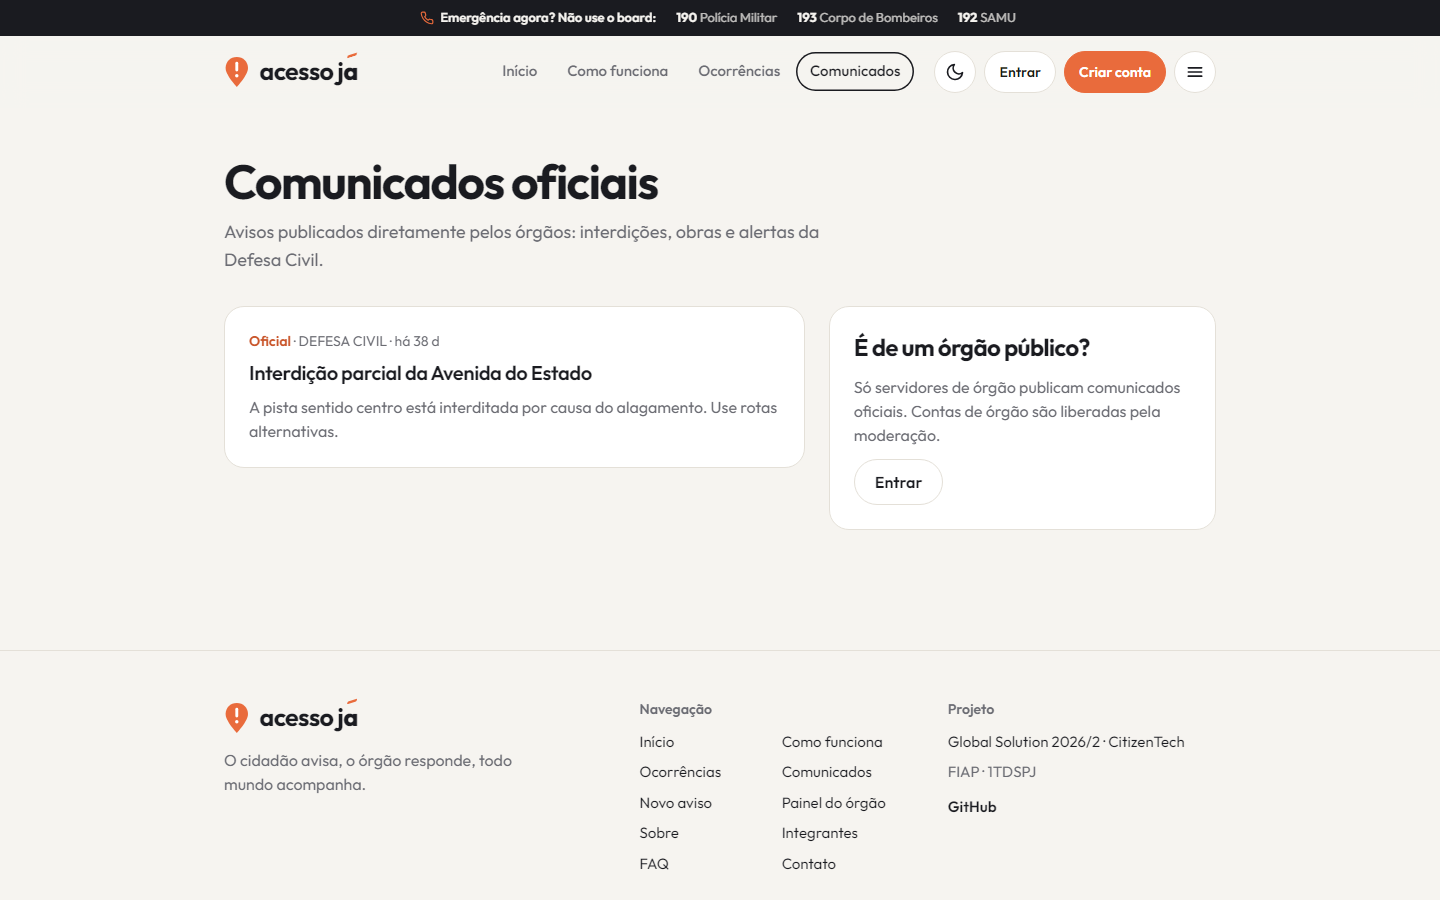 Emergência agora? Não use o board: 190 Polícia Militar 193 Corpo de Bombeiros 192 SAMU
acesso já
Início Como funciona Ocorrências Comunicados Entrar Criar conta
Comunicados oficiais
Avisos publicados diretamente pelos órgãos: interdições, obras e alertas da
Defesa Civil.
Oficial · DEFESA CIVIL · há 38 d
Interdição parcial da Avenida do Estado
A pista sentido centro está interditada por causa do alagamento. Use rotas
alternativas.
É de um órgão público?
Só servidores de órgão publicam comunicados
oficiais. Contas de órgão são liberadas pela
moderação.
Entrar
acesso já
O cidadão avisa, o órgão responde, todo
mundo acompanha.
Navegação
Início
Ocorrências
Novo aviso
Sobre
FAQ
Como funciona
Comunicados
Painel do órgão
Integrantes
Contato
Projeto
Global Solution 2026/2 · CitizenTech
FIAP · 1TDSPJ
GitHub